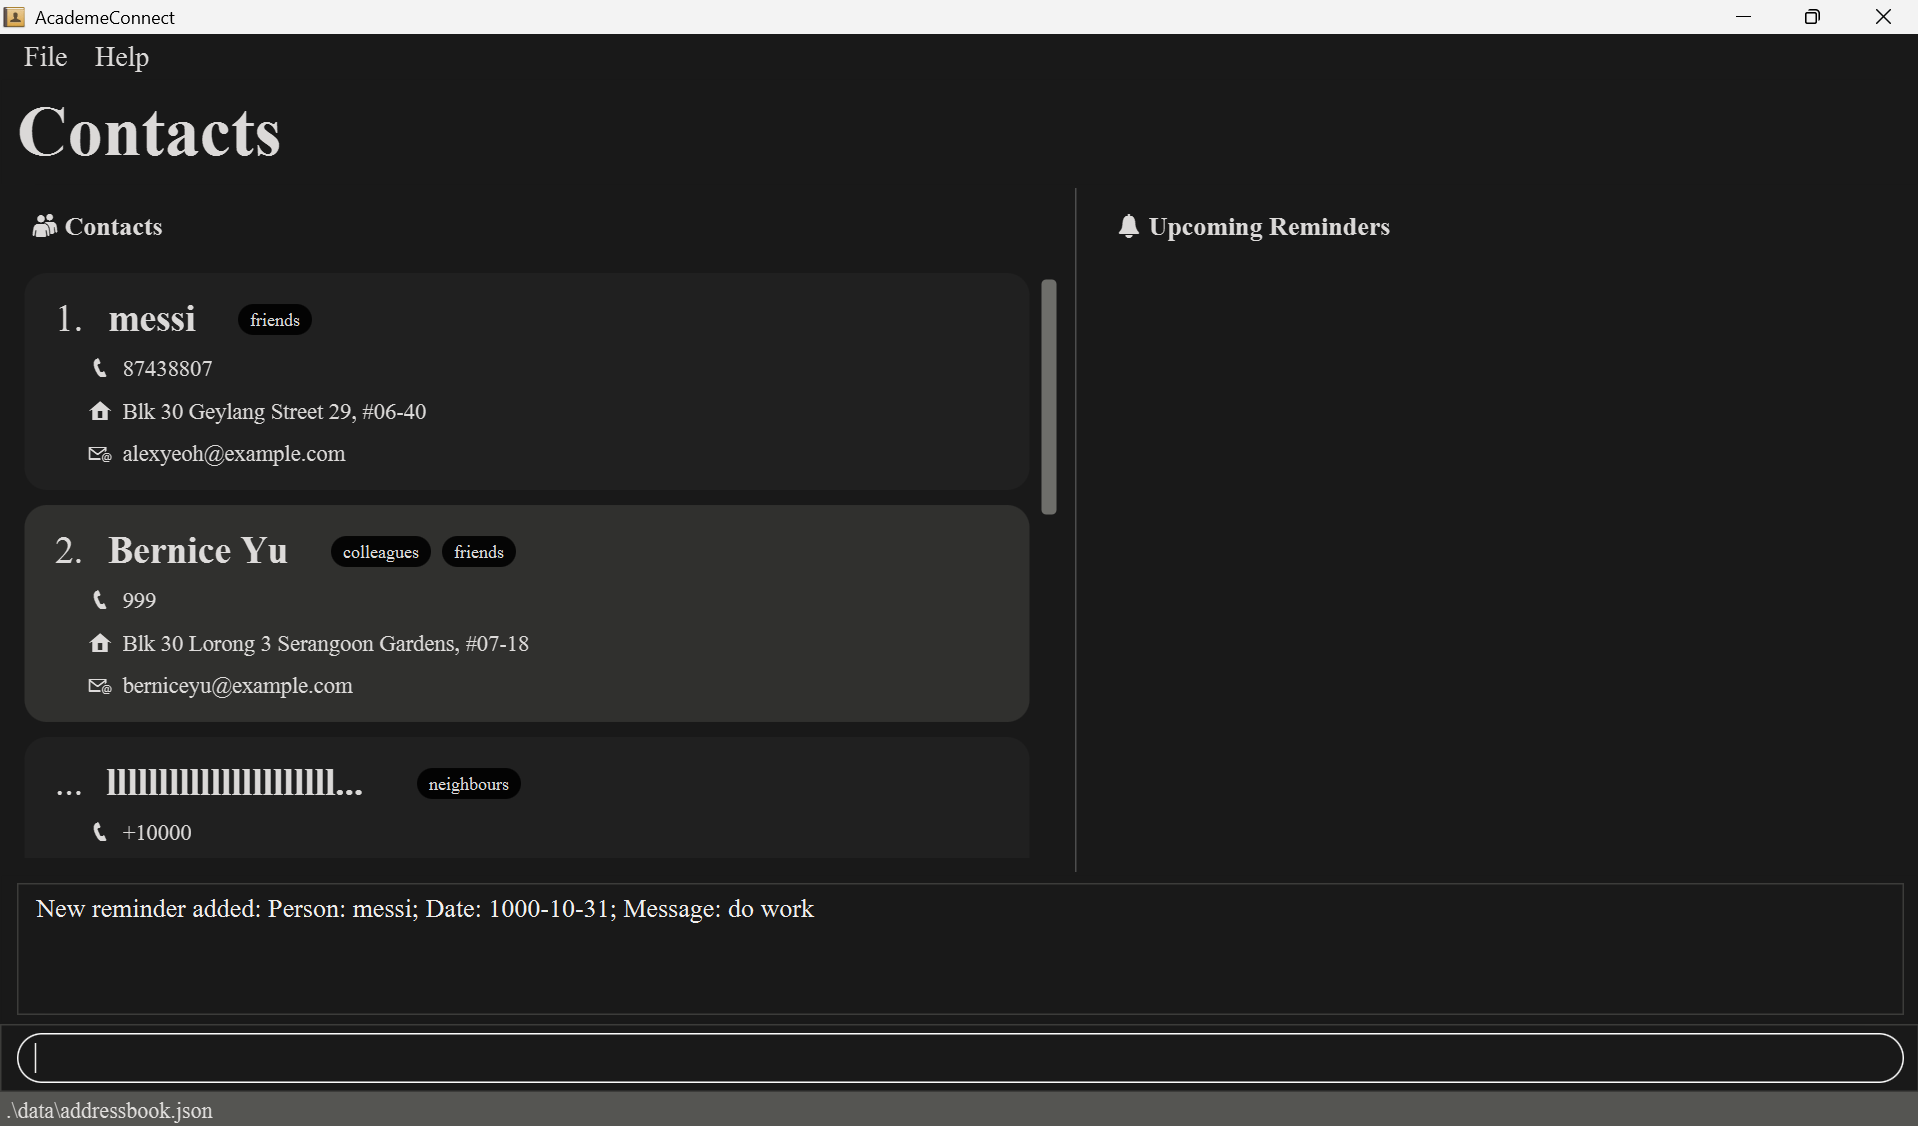 AcademeConnect
File Help
Contacts
Contacts
1. messi friends
87438807
Blk 30 Geylang Street 29, #06-40
alexyeoh@example.com
2. Bernice Yu colleagues friends
999
Blk 30 Lorong 3 Serangoon Gardens, #07-18
berniceyu@example.com
... llllllllllllllllllllll... neighbours
+10000
Upcoming Reminders
New reminder added: Person: messi; Date: 1000-10-31; Message: do work
.\data\addressbook.json